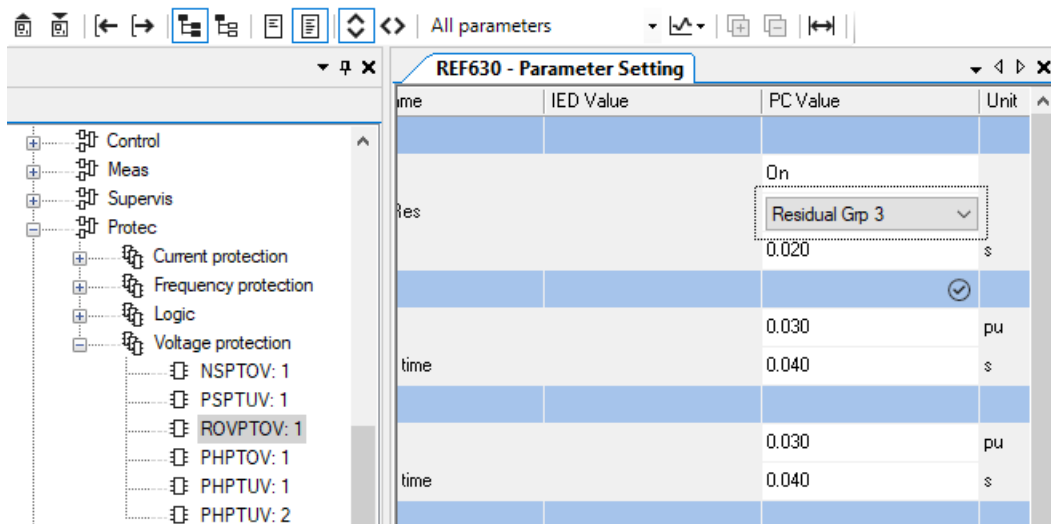 All parameters
REF630 - Parameter Setting
ame IED Value PC Value Unit
Control
Meas
Supervis
Protec
Current protection
Frequency protection
Logic
Voltage protection
NSPTOV: 1
PSPTUV: 1
ROVPTOV: 1
PHPTOV: 1
PHPTUV: 1
PHPTUV: 2
On
Res Residual Grp 3
0.020 s
0.030 pu
time 0.040 s
0.030 pu
time 0.040 s